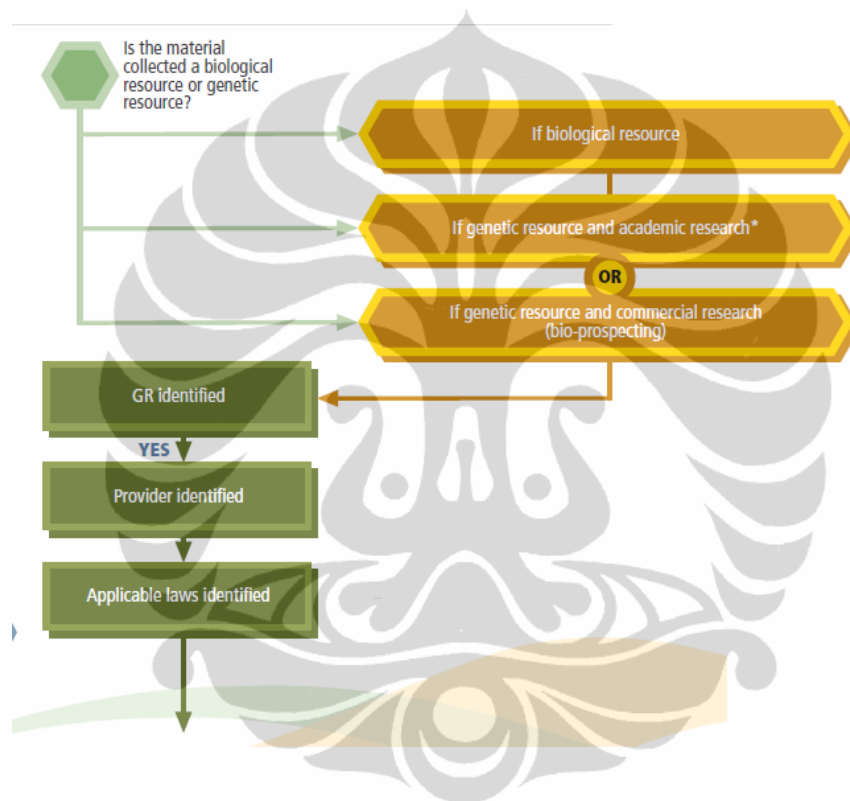 Is the material
collected a biological
resource or genetic
resource?
If biological resource
If genetic resource and academic research*
OR
If genetic resource and commercial research
(bio-prospecting)
GR identified
YES
Provider identified
Applicable laws identified